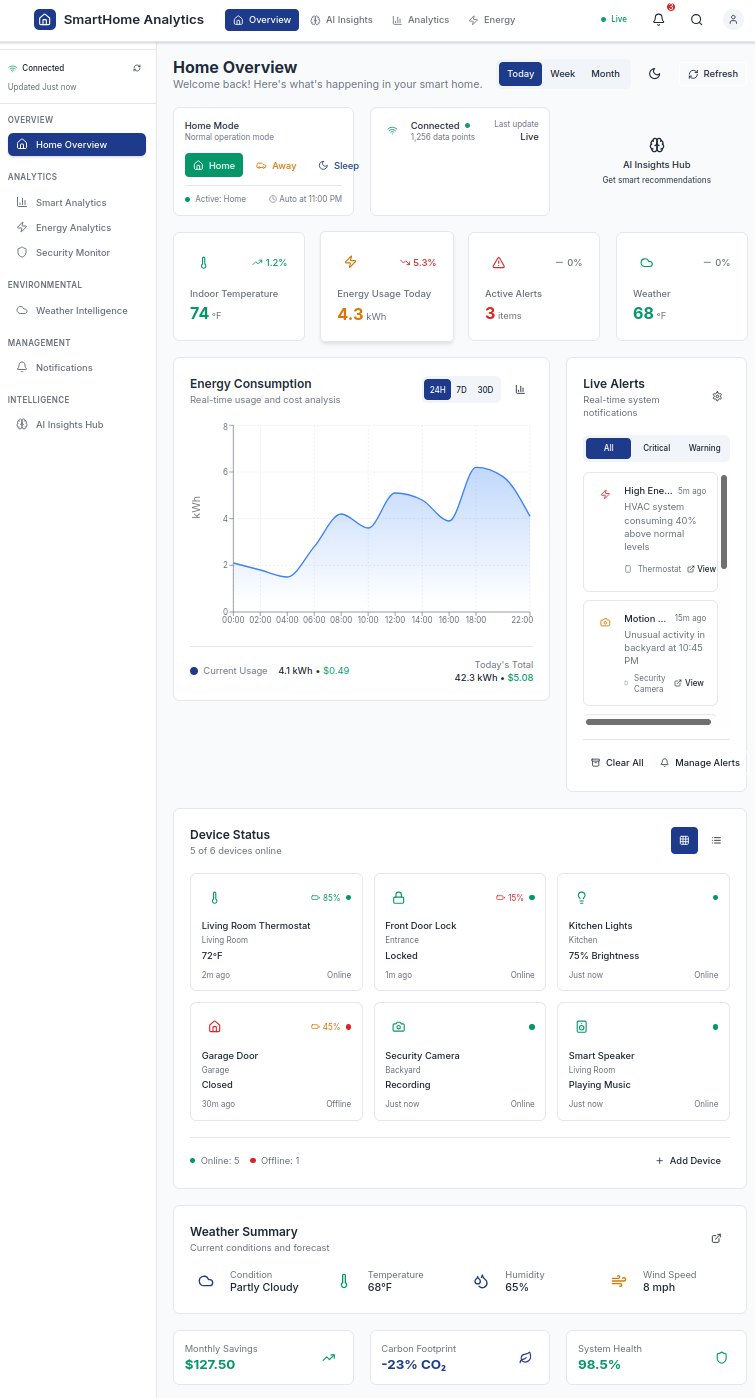 SmartHome Analytics
Overview
AI Insights
Analytics
Energy
Live
3
Connected
Updated Just now
OVERVIEW
Home Overview
ANALYTICS
Smart Analytics
Energy Analytics
Security Monitor
ENVIRONMENTAL
Weather Intelligence
MANAGEMENT
Notifications
INTELLIGENCE
AI Insights Hub
Home Overview
Welcome back! Here's what's happening in your smart home.
Today
Week
Month
Refresh
Home Mode
Normal operation mode
Home
Away
Sleep
Active: Home
Auto at 11:00 PM
Connected
1,256 data points
Last update
Live
AI Insights Hub
Get smart recommendations
1.2%
Indoor Temperature
74 °F
5.3%
Energy Usage Today
4.3 kWh
0%
Active Alerts
3 items
0%
Weather
68 °F
Energy Consumption
Real-time usage and cost analysis
24H
7D
30D
kWh
8
6
4
2
0
00:00 02:00 04:00 06:00 08:00 10:00 12:00 14:00 16:00 18:00 22:00
Current Usage
4.1 kWh • $0.49
Today's Total
42.3 kWh • $5.08
Live Alerts
Real-time system
notifications
All
Critical
Warning
High Ene... 5m ago
HVAC system
consuming 40%
above normal
levels
Thermostat
View
Motion ... 15m ago
Unusual activity in
backyard at 10:45
PM
Security
Camera
View
Clear All
Manage Alerts
Device Status
5 of 6 devices online
85%
Living Room Thermostat
Living Room
72°F
2m ago
Online
15%
Front Door Lock
Entrance
Locked
1m ago
Online
Kitchen Lights
Kitchen
75% Brightness
Just now
Online
45%
Garage Door
Garage
Closed
30m ago
Offline
Security Camera
Backyard
Recording
Just now
Online
Smart Speaker
Living Room
Playing Music
Just now
Online
Online: 5
Offline: 1
Add Device
Weather Summary
Current conditions and forecast
Condition
Partly Cloudy
Temperature
68°F
Humidity
65%
Wind Speed
8 mph
Monthly Savings
$127.50
Carbon Footprint
-23% CO₂
System Health
98.5%